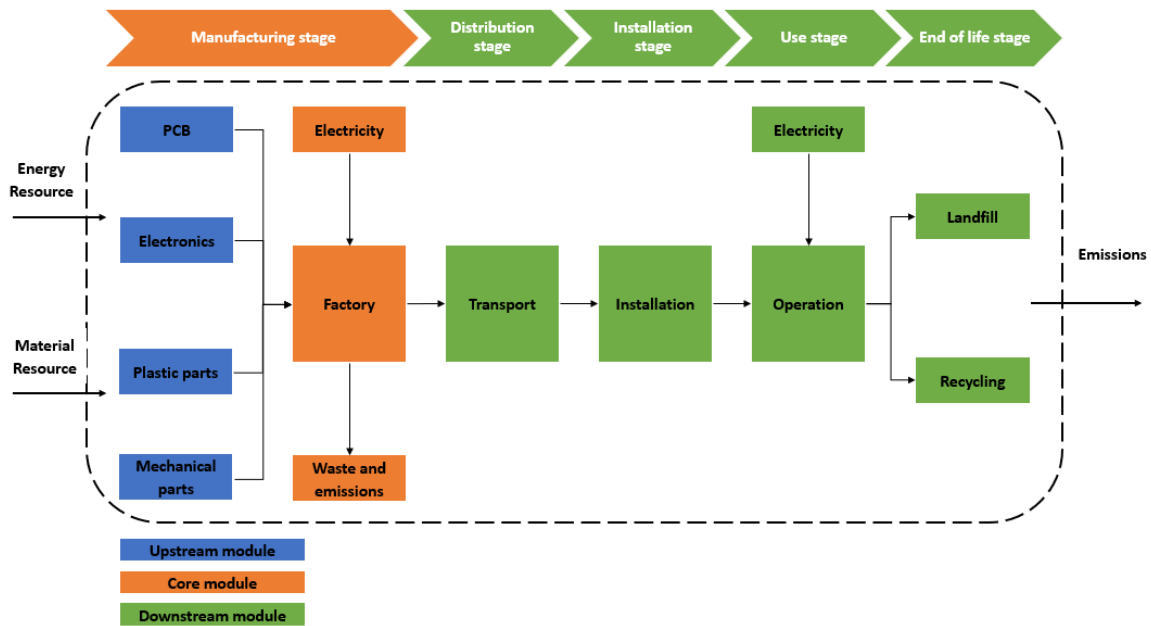 Manufacturing stage
Distribution
stage
Installation
stage
Use stage
End of life stage
PCB
Electricity
Electricity
Energy
Resource
Electronics
Landfill
Emissions
Factory
Transport
Installation
Operation
Material
Resource
Plastic parts
Recycling
Mechanical
parts
Waste and
emissions
Upstream module
Core module
Downstream module